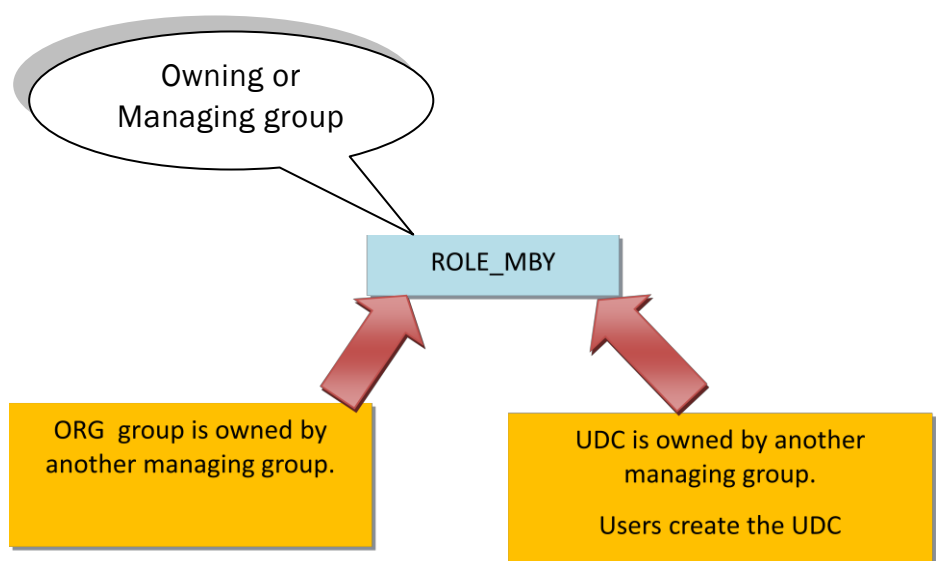 Owning or
Managing group
ROLE_MBY
ORG group is owned by
another managing group.
UDC is owned by another
managing group.
Users create the UDC